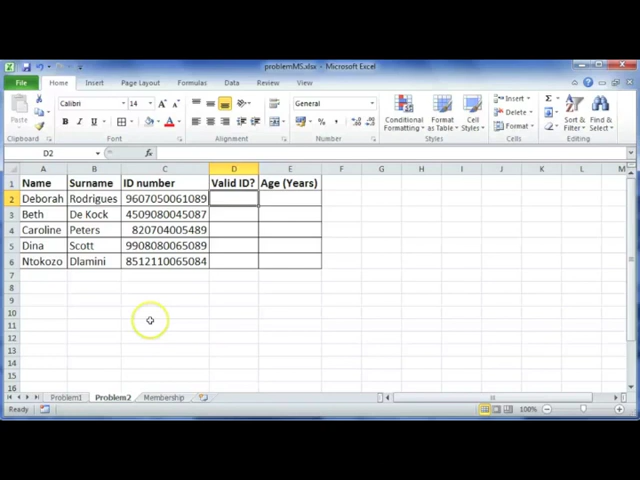 problemMS.xlsx - Microsoft Excel
File Home Insert Page Layout Formulas Data Review View
Paste
Calibri 14
B I U
General
Conditional Formatting
Format as Table
Cell Styles
Insert
Delete
Format
Sort & Filter
Find & Select
Clipboard Font Alignment Number Styles Cells Editing
D2 fx
A B C D E F G H I J K L M
1 Name Surname ID number Valid ID? Age (Years)
2 Deborah Rodrigues 9607050061089
3 Beth De Kock 4509080045087
4 Caroline Peters 820704005489
5 Dina Scott 9908080065089
6 Ntokozo Dlamini 8512110065084
7
8
9
10
11
12
13
14
15
16
Problem1 Problem2 Membership
Ready 100%